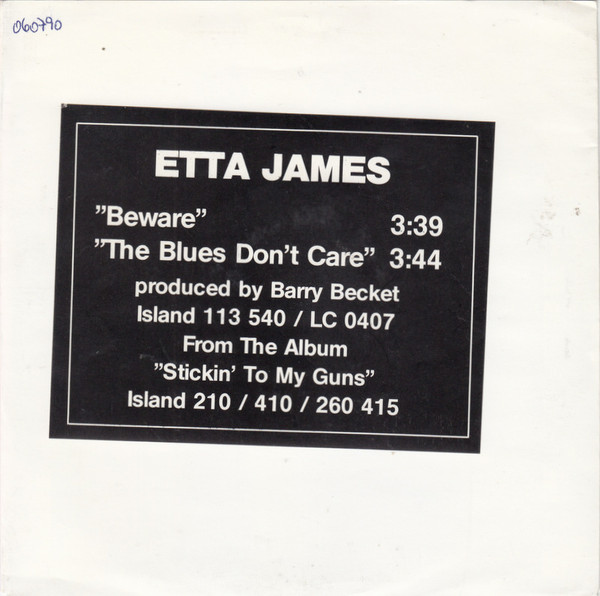 060790
ETTA JAMES
”Beware” 3:39
”The Blues Don't Care” 3:44
produced by Barry Becket
Island 113 540 / LC 0407
From The Album
”Stickin' To My Guns”
Island 210 / 410 / 260 415